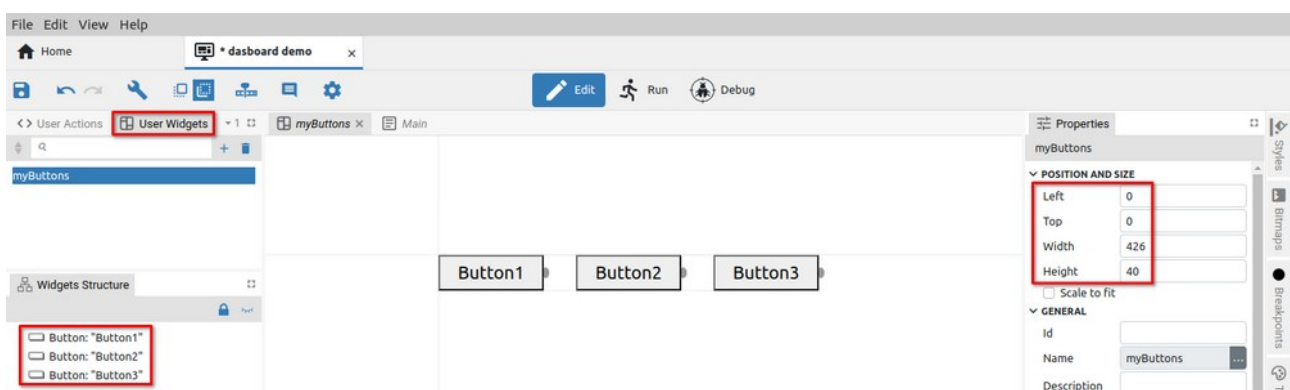 File Edit View Help
Home * dasboard demo ×
Edit Run Debug
<> User Actions User Widgets 1 myButtons × Main Properties
+ myButtons
myButtons POSITION AND SIZE
Left 0
Top 0
Width 426
Button1 Button2 Button3 Height 40
Widgets Structure Scale to fit
GENERAL
Button: "Button1" Id
Button: "Button2" Name myButtons ...
Button: "Button3" Description
Styles
Bitmaps
Breakpoints